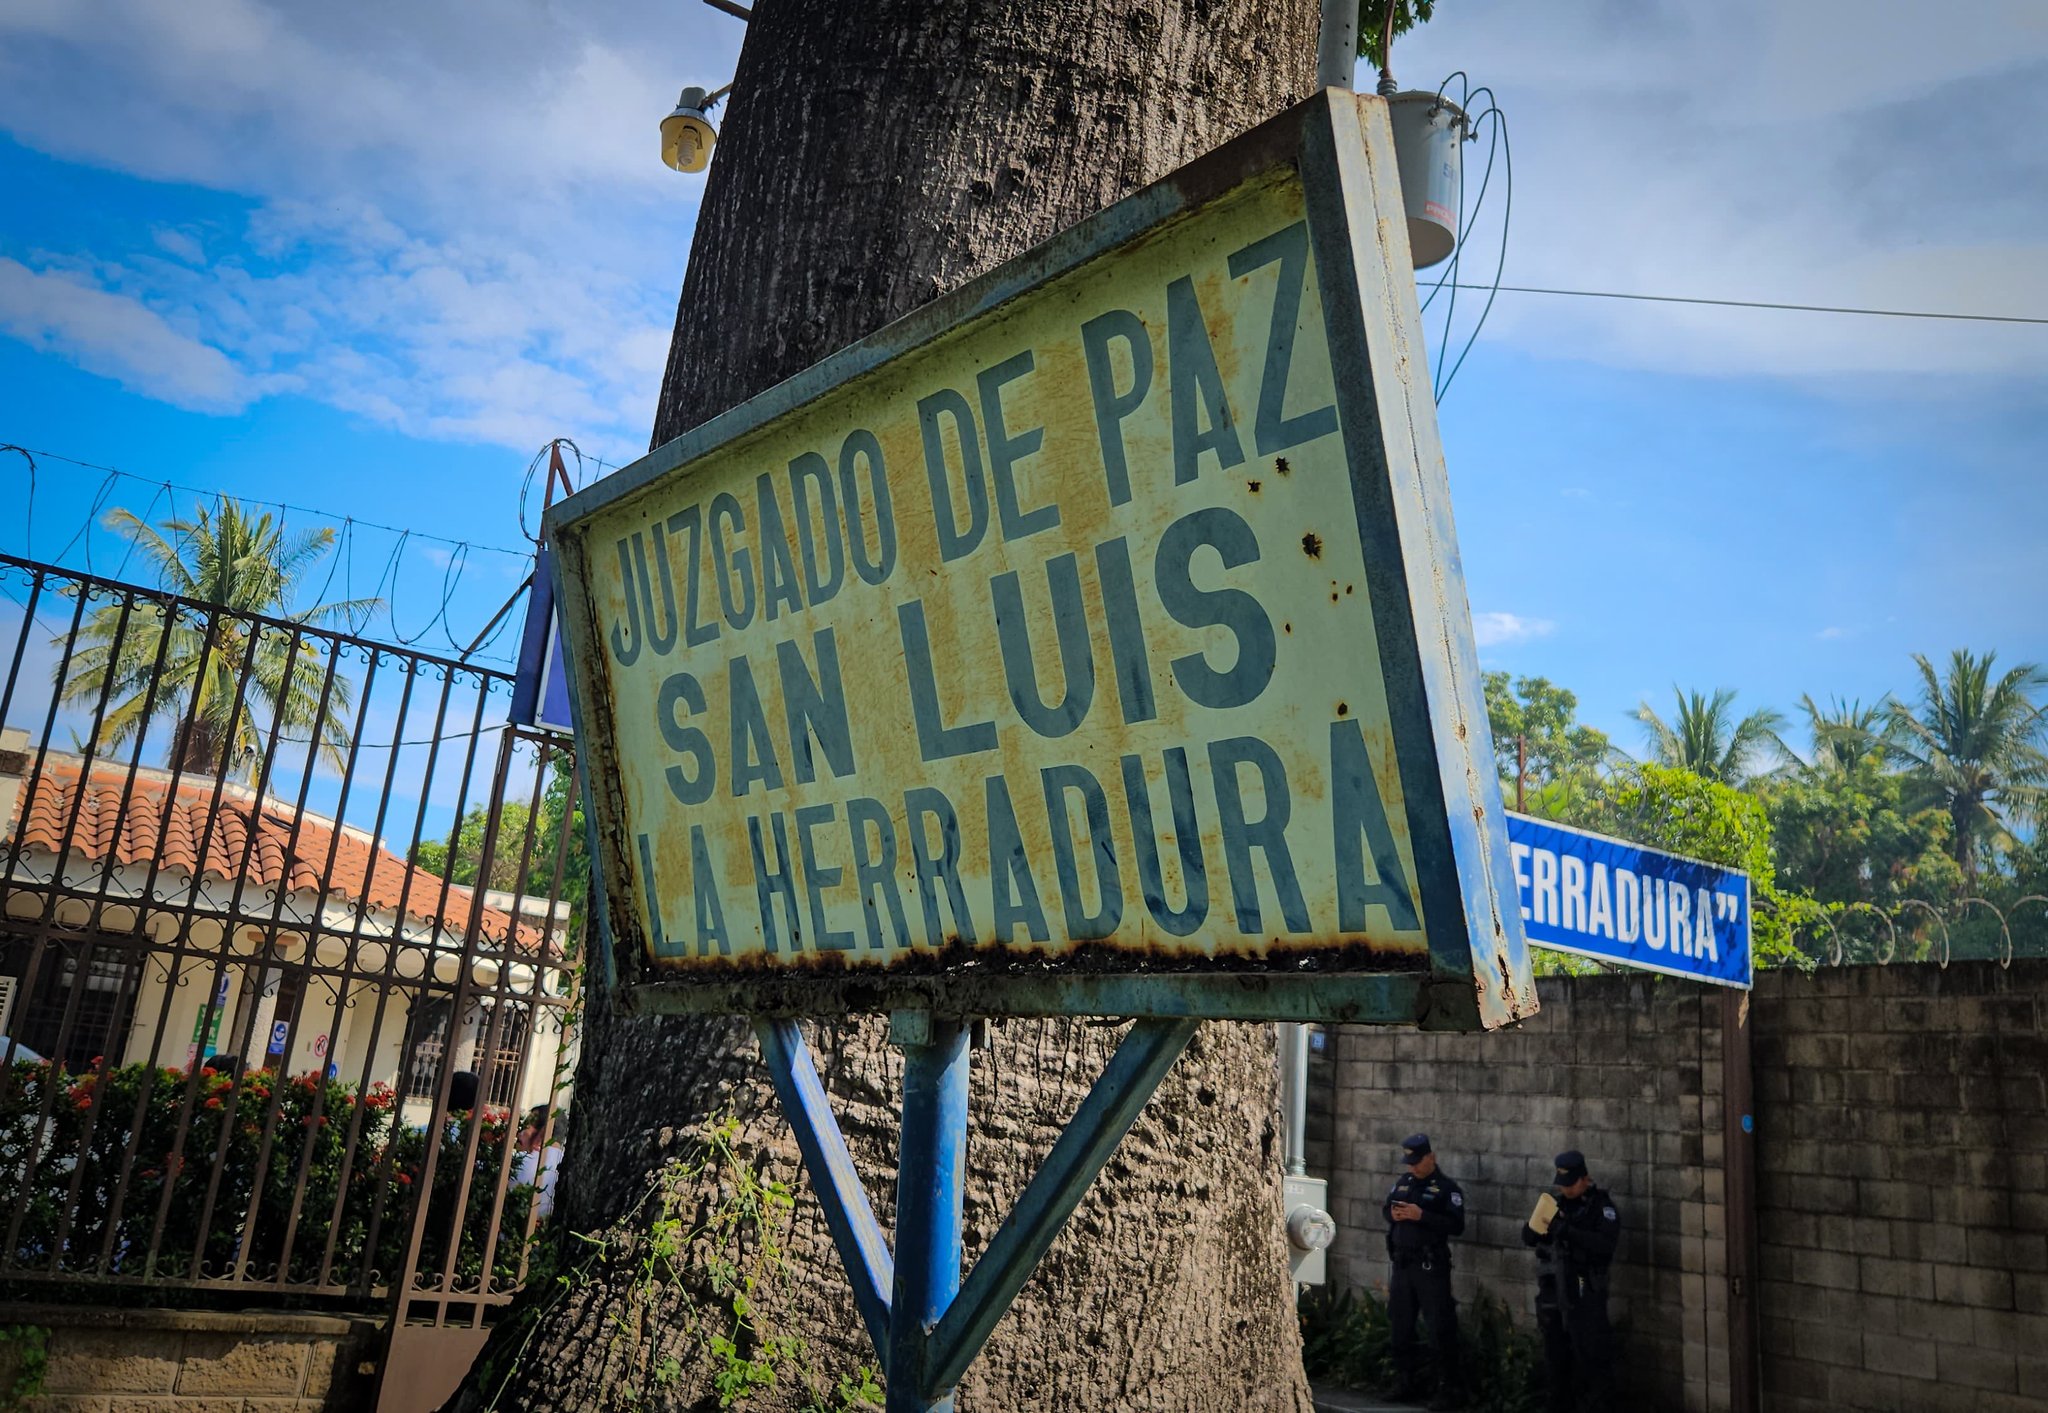 JUZGADO DE PAZ
SAN LUIS
LA HERRADURA
ERRADURA”